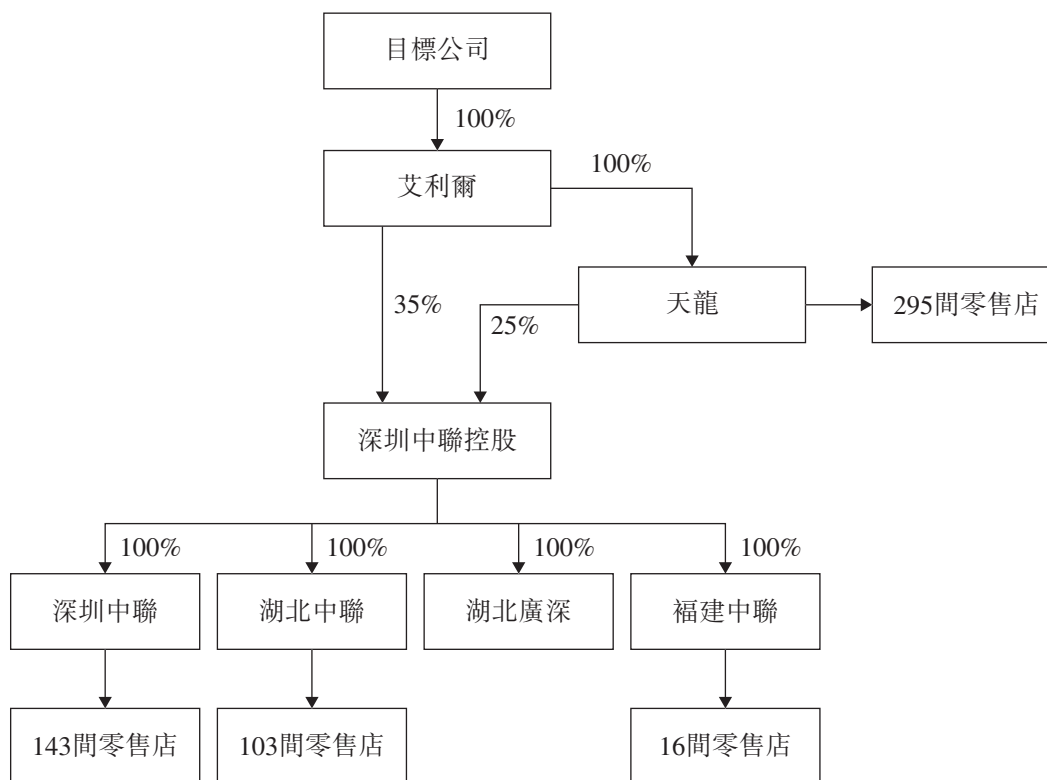 目標公司
100%
艾利爾
100%
35%
天龍
295間零售店
25%
深圳中聯控股
100%
100%
100%
100%
深圳中聯
湖北中聯
湖北廣深
福建中聯
143間零售店
103間零售店
16間零售店